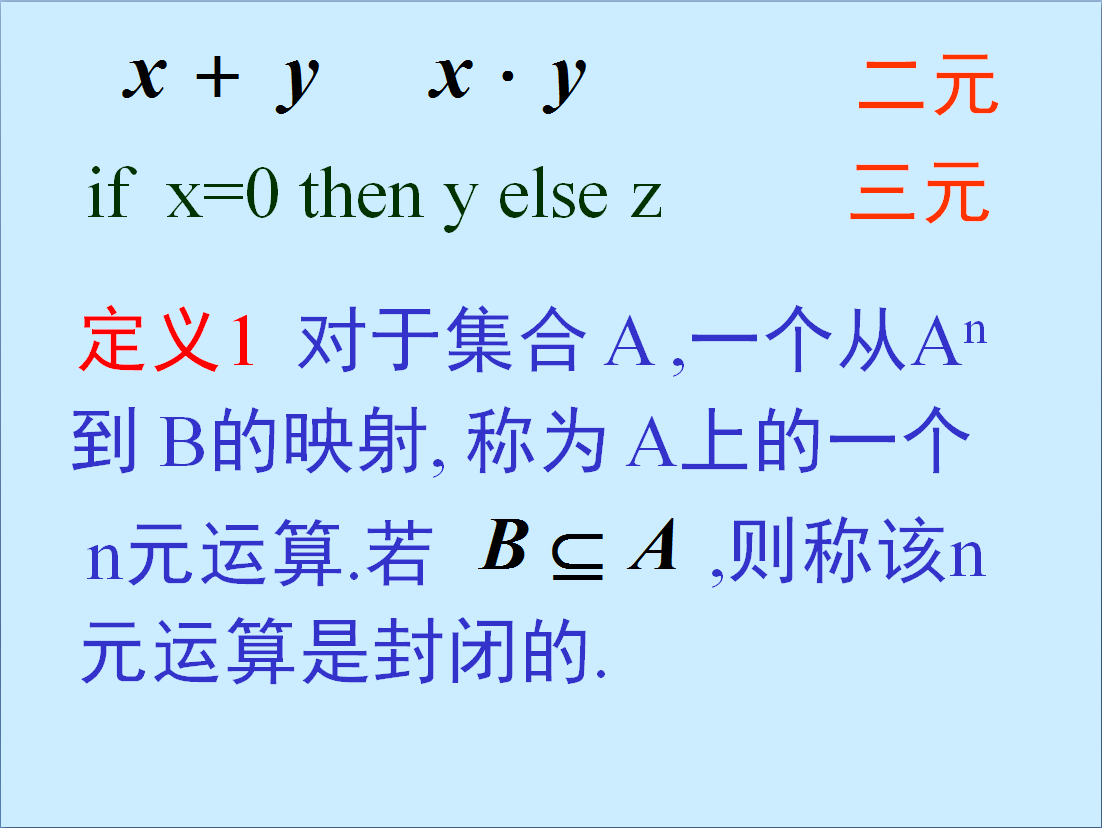 x + y x · y 二元
if x=0 then y else z 三元
定义1 对于集合 A ,一个从Aⁿ
到 B的映射, 称为 A上的一个
n元运算.若 B ⊆ A ,则称该n
元运算是封闭的.